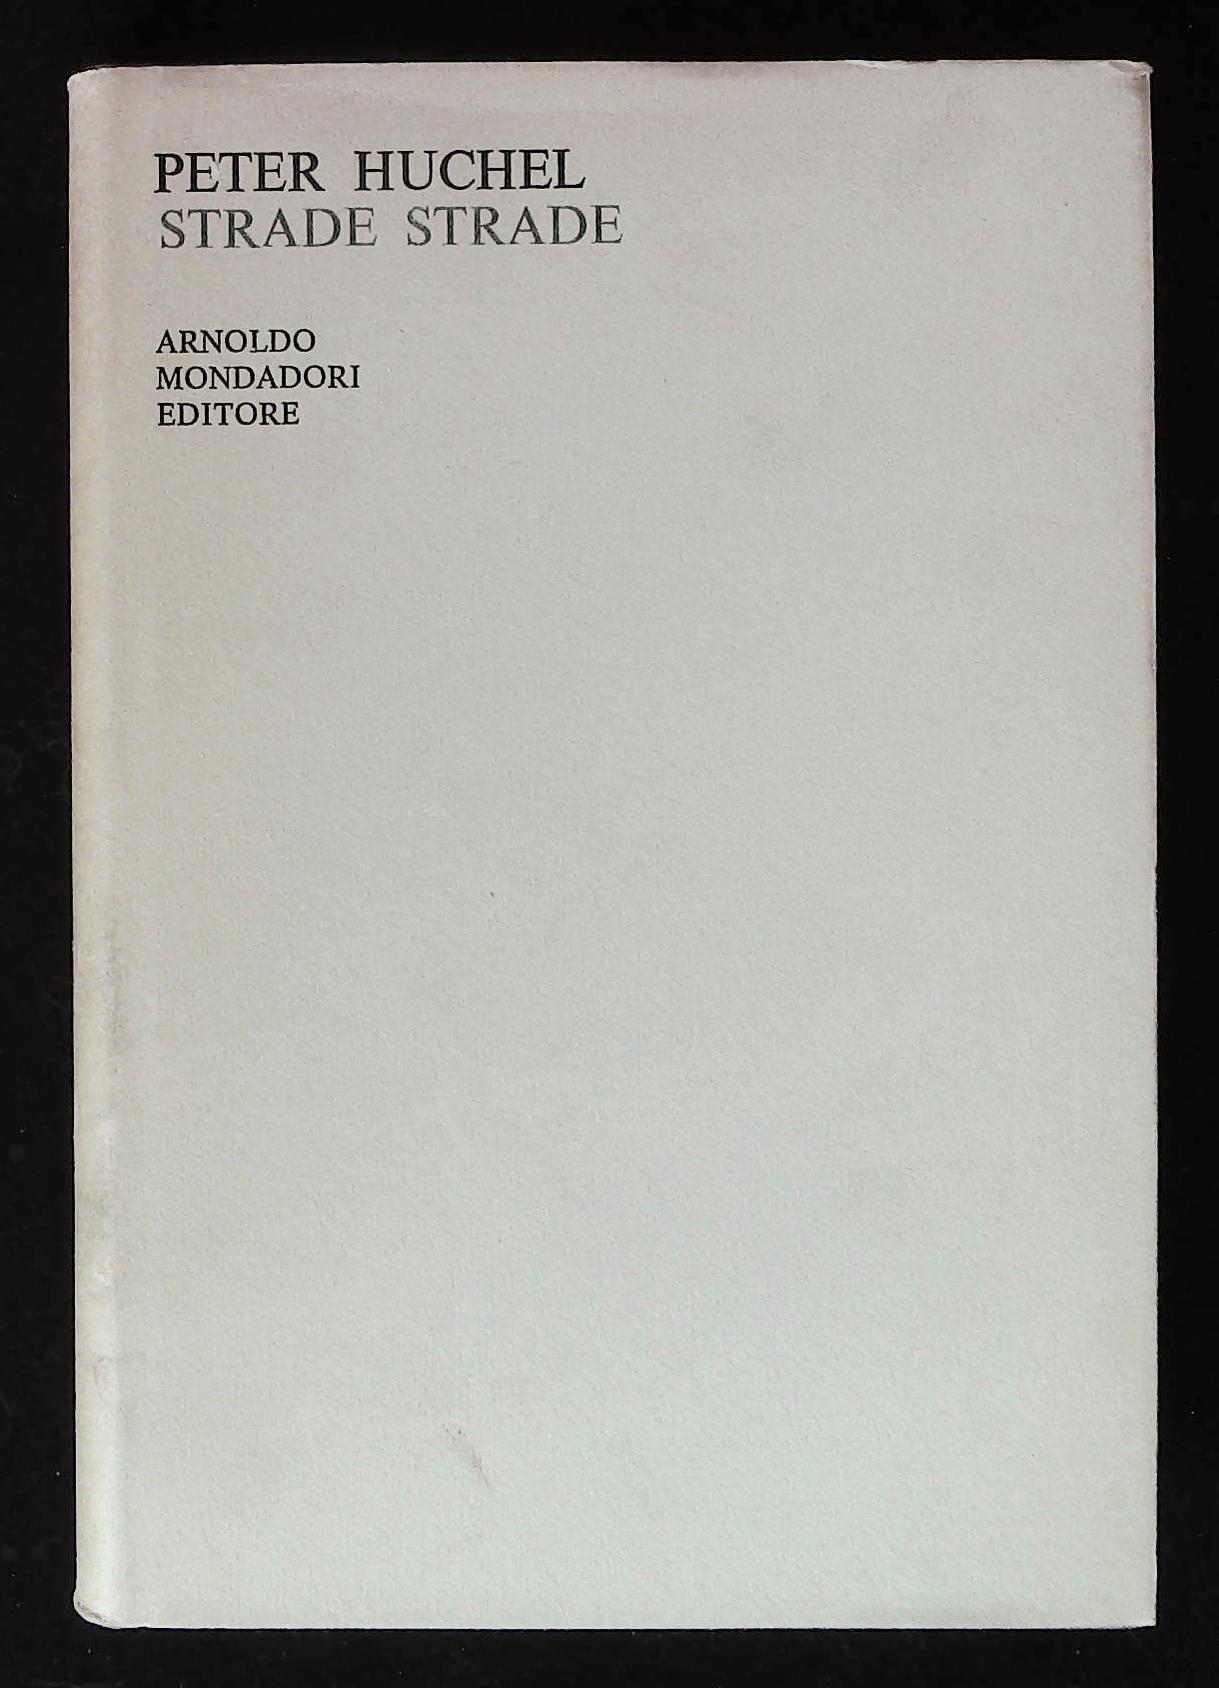 PETER HUCHEL
STRADE STRADE
ARNOLDO
MONDADORI
EDITORE